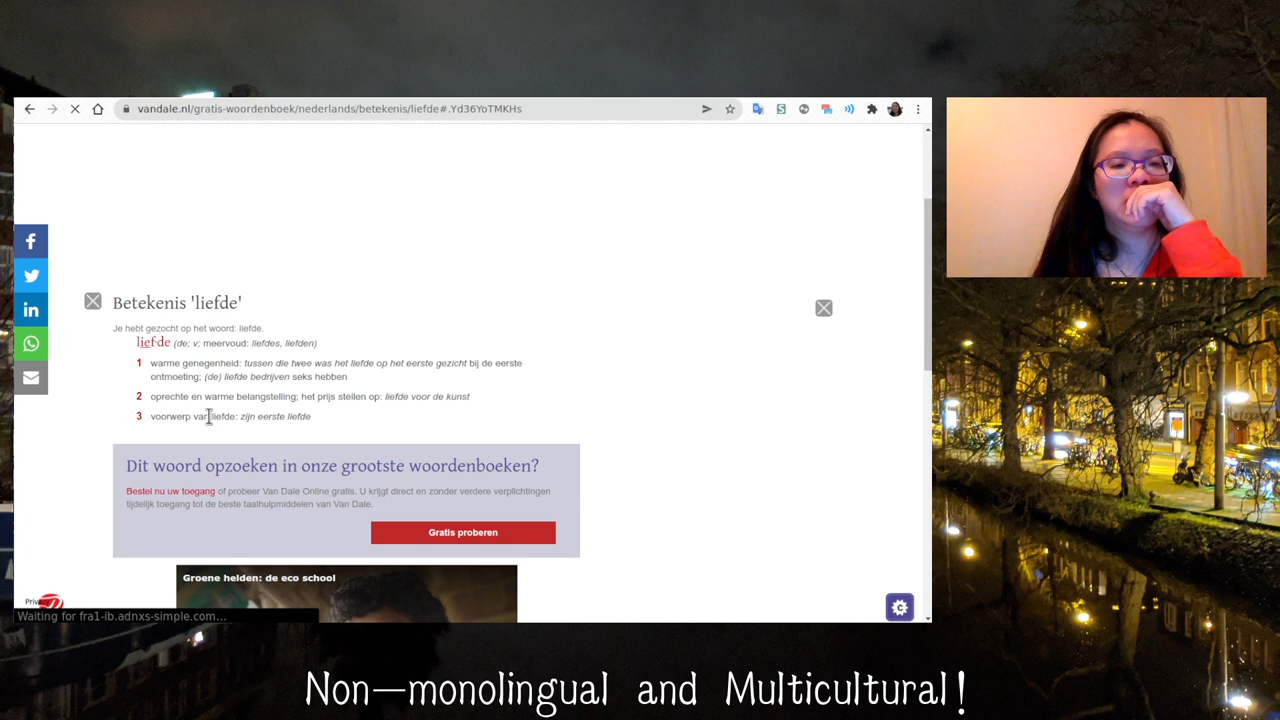 vandale.nl/gratis-woordenboek/nederlands/betekenis/liefde#.Yd36YoTMKHs
Betekenis 'liefde'
Je hebt gezocht op het woord: liefde.
lief·de (de; v; meervoud: liefdes, liefden)
1 warme genegenheid: tussen die twee was het liefde op het eerste gezicht bij de eerste
ontmoeting; (de) liefde bedrijven seks hebben
2 oprechte en warme belangstelling; het prijs stellen op: liefde voor de kunst
3 voorwerp van liefde: zijn eerste liefde
Dit woord opzoeken in onze grootste woordenboeken?
Bestel nu uw toegang of probeer Van Dale Online gratis. U krijgt direct en zonder verdere verplichtingen
tijdelijk toegang tot de beste taalhulpmiddelen van Van Dale.
Gratis proberen
Groene helden: de eco school
Waiting for fra1-ib.adnxs-simple.com...
Non-monolingual and Multicultural!